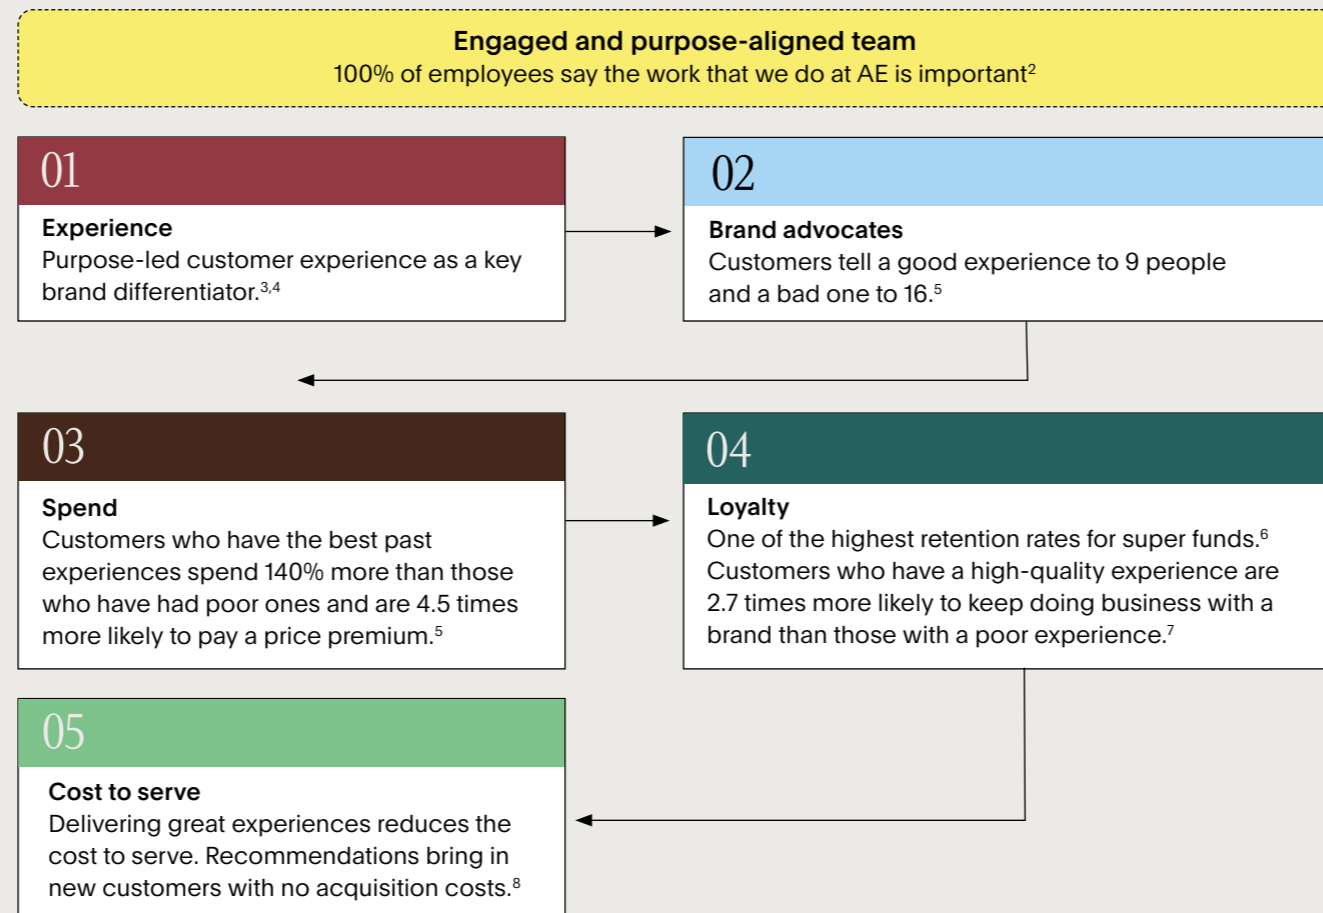 Engaged and purpose-aligned team
100% of employees say the work that we do at AE is important²
01
Experience
Purpose-led customer experience as a key
brand differentiator.³,⁴
02
Brand advocates
Customers tell a good experience to 9 people
and a bad one to 16.⁵
03
Spend
Customers who have the best past
experiences spend 140% more than those
who have had poor ones and are 4.5 times
more likely to pay a price premium.⁵
04
Loyalty
One of the highest retention rates for super funds.⁶
Customers who have a high-quality experience are
2.7 times more likely to keep doing business with a
brand than those with a poor experience.⁷
05
Cost to serve
Delivering great experiences reduces the
cost to serve. Recommendations bring in
new customers with no acquisition costs.⁸